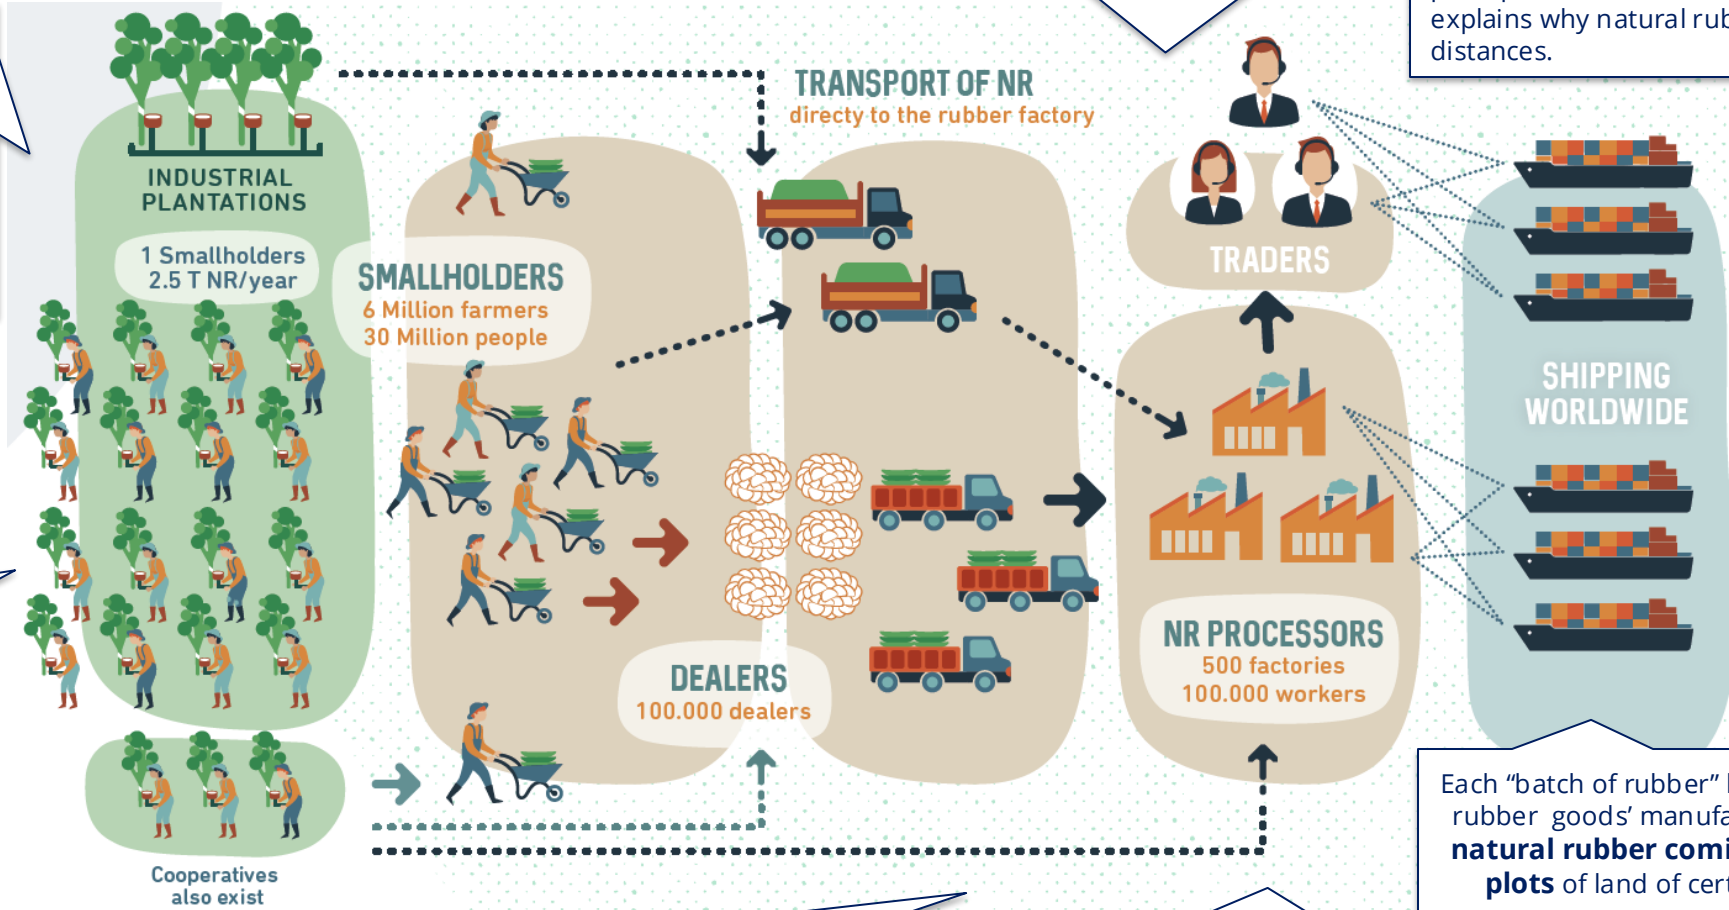 explains why natural rub
distances.
TRANSPORT OF NR
directy to the rubber factory
INDUSTRIAL
PLANTATIONS
1 Smallholders
2.5 T NR/year
SMALLHOLDERS
6 Million farmers
30 Million people
TRADERS
SHIPPING
WORLDWIDE
DEALERS
100.000 dealers
NR PROCESSORS
500 factories
100.000 workers
Cooperatives
also exist
Each “batch of rubber”
rubber goods’ manufa
natural rubber comi
plots of land of cert